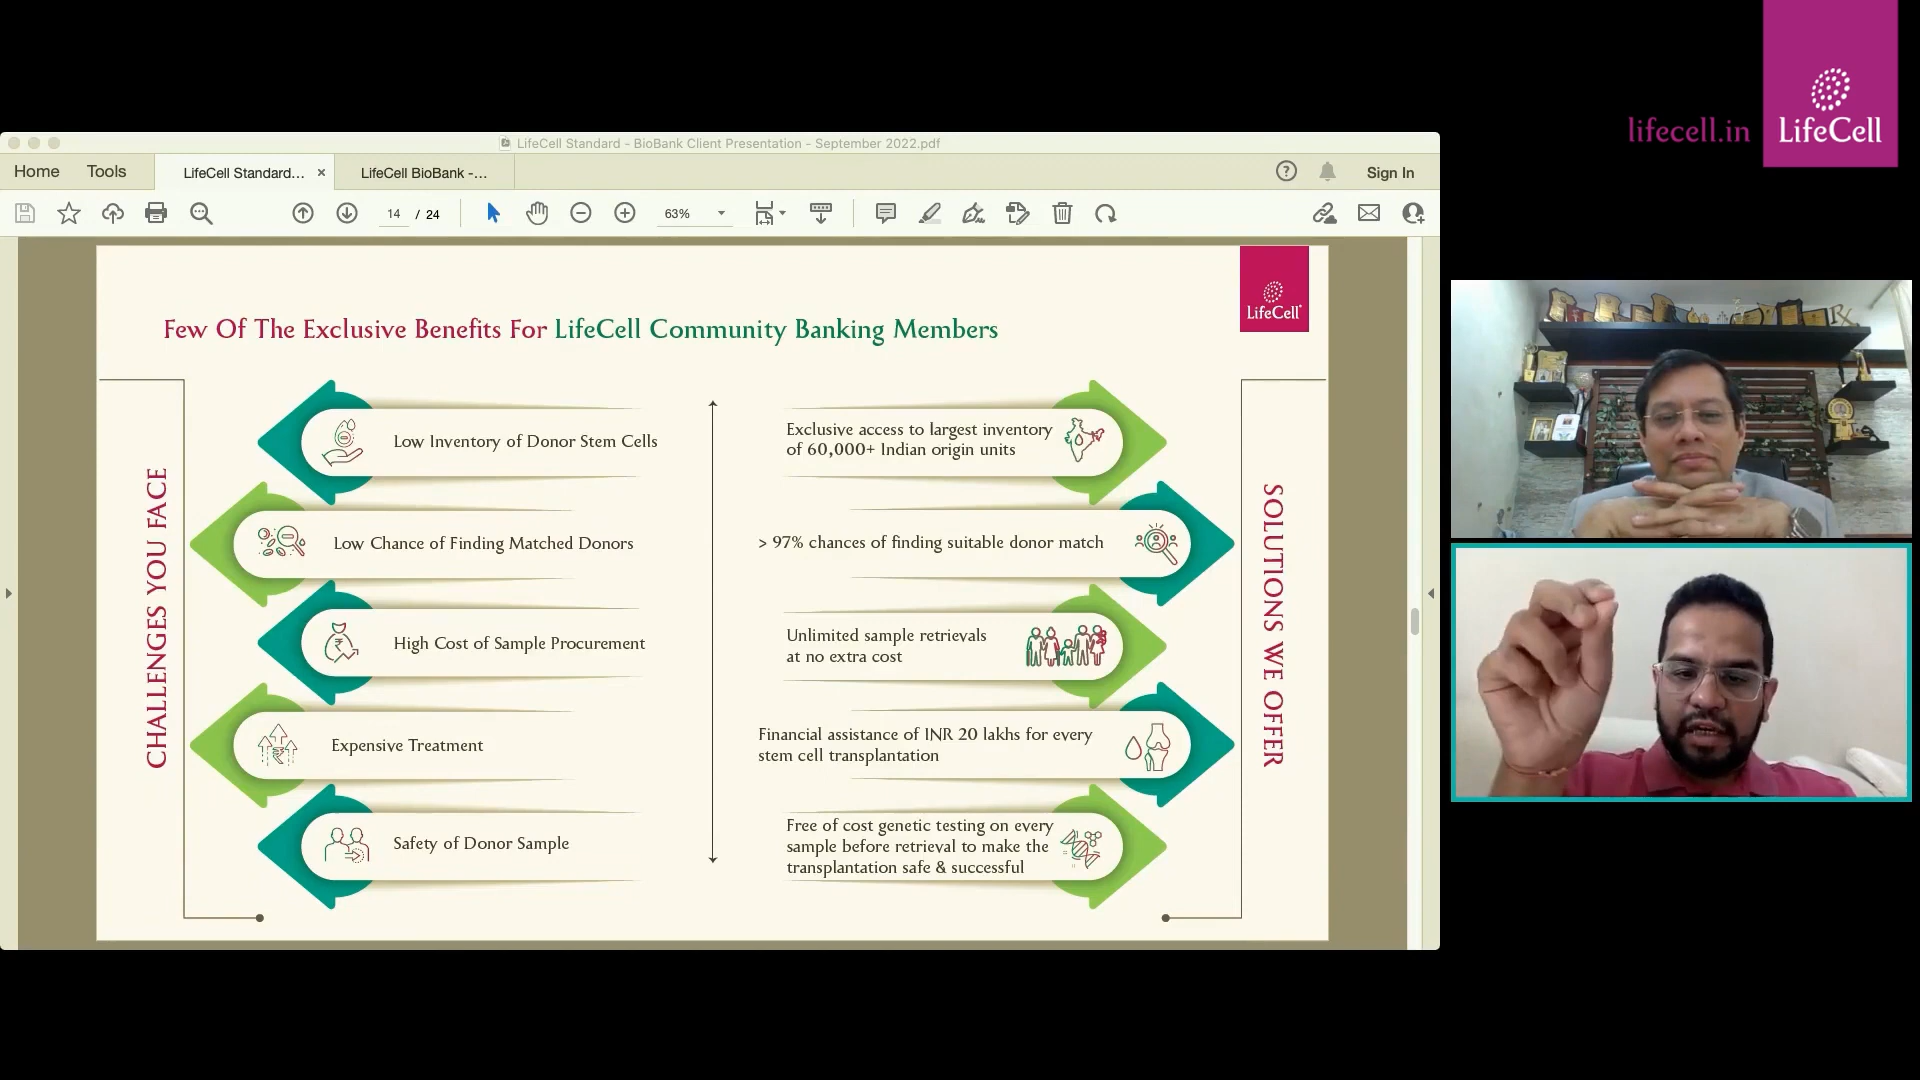 lifecell.in
LifeCell
LifeCell Standard - BioBank Client Presentation - September 2022.pdf
Home
Tools
LifeCell Standard... ×
LifeCell BioBank -...
Sign In
14 / 24
63%
LifeCell
Few Of The Exclusive Benefits For LifeCell Community Banking Members
CHALLENGES YOU FACE
Low Inventory of Donor Stem Cells
Low Chance of Finding Matched Donors
High Cost of Sample Procurement
Expensive Treatment
Safety of Donor Sample
Exclusive access to largest inventory
of 60,000+ Indian origin units
> 97% chances of finding suitable donor match
Unlimited sample retrievals
at no extra cost
Financial assistance of INR 20 lakhs for every
stem cell transplantation
Free of cost genetic testing on every
sample before retrieval to make the
transplantation safe & successful
SOLUTIONS WE OFFER